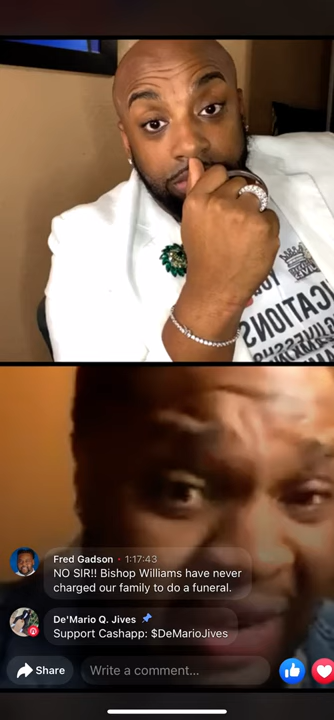 CATIONS
Fred Gadson · 1:17:43
NO SIR!! Bishop Williams have never
charged our family to do a funeral.
De'Mario Q. Jives
Support Cashapp: $DeMarioJives
Share
Write a comment...